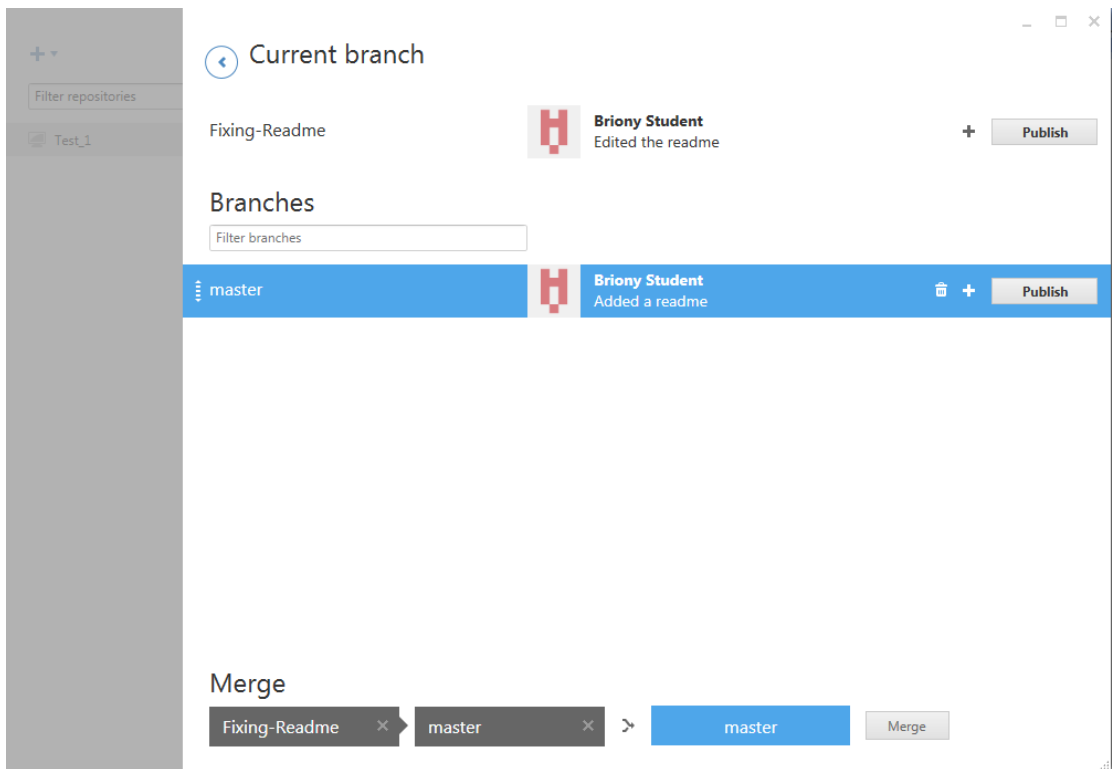 Current branch
Filter repositories
Test_1
Fixing-Readme
Briony Student
Edited the readme
Publish
Branches
Filter branches
master
Briony Student
Added a readme
Publish
Merge
Fixing-Readme
master
master
Merge